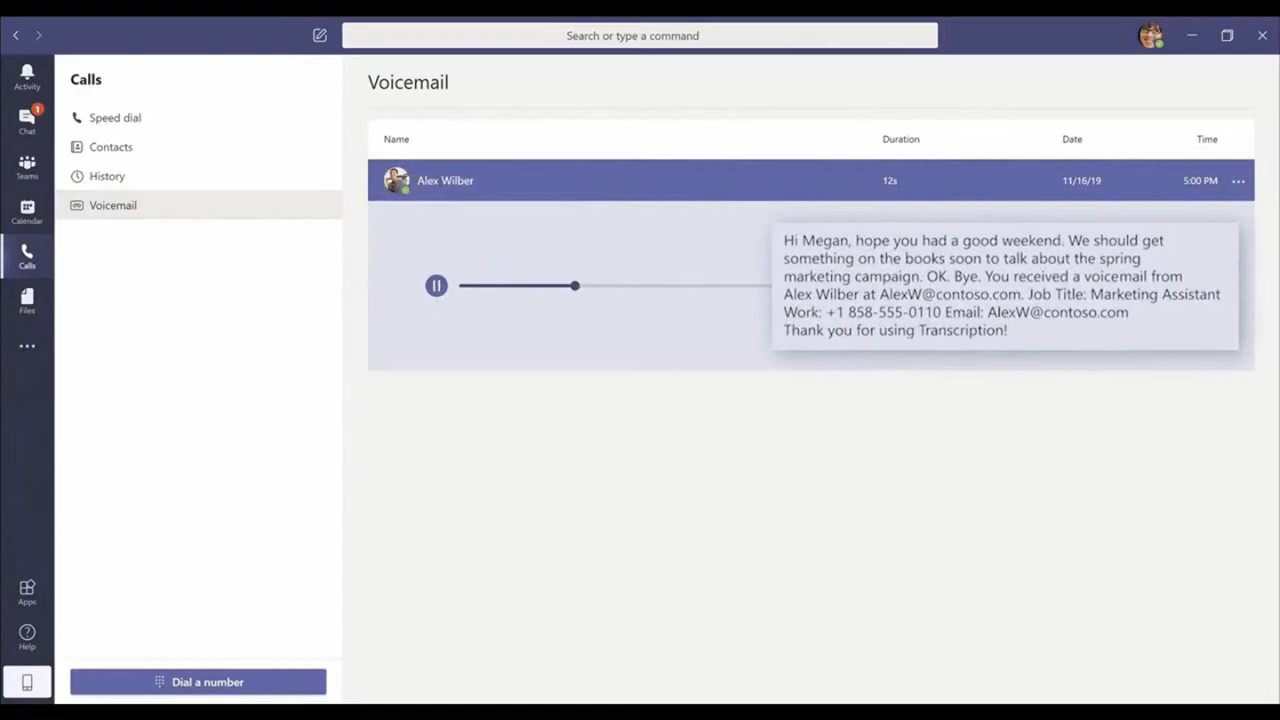 Search or type a command
Activity
1
Chat
Teams
Calendar
Calls
Files
Apps
Help
Calls
Speed dial
Contacts
History
Voicemail
Dial a number
Voicemail
Name Duration Date Time
Alex Wilber 12s 11/16/19 5:00 PM
Hi Megan, hope you had a good weekend. We should get
something on the books soon to talk about the spring
marketing campaign. OK. Bye. You received a voicemail from
Alex Wilber at AlexW@contoso.com. Job Title: Marketing Assistant
Work: +1 858-555-0110 Email: AlexW@contoso.com
Thank you for using Transcription!